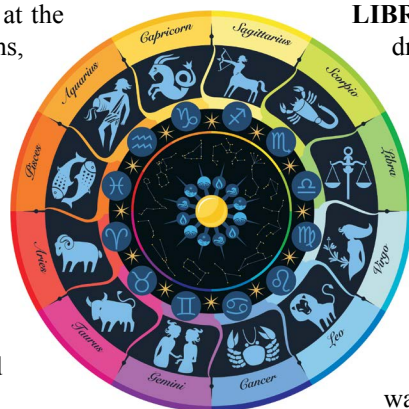 at the
LIBR
ns,
dr
Capricorn
Sagittarius
Aquarius
Scorpio
Pisces
Libra
Aries
Virgo
Taurus
Leo
Gemini
Cancer
l
wa